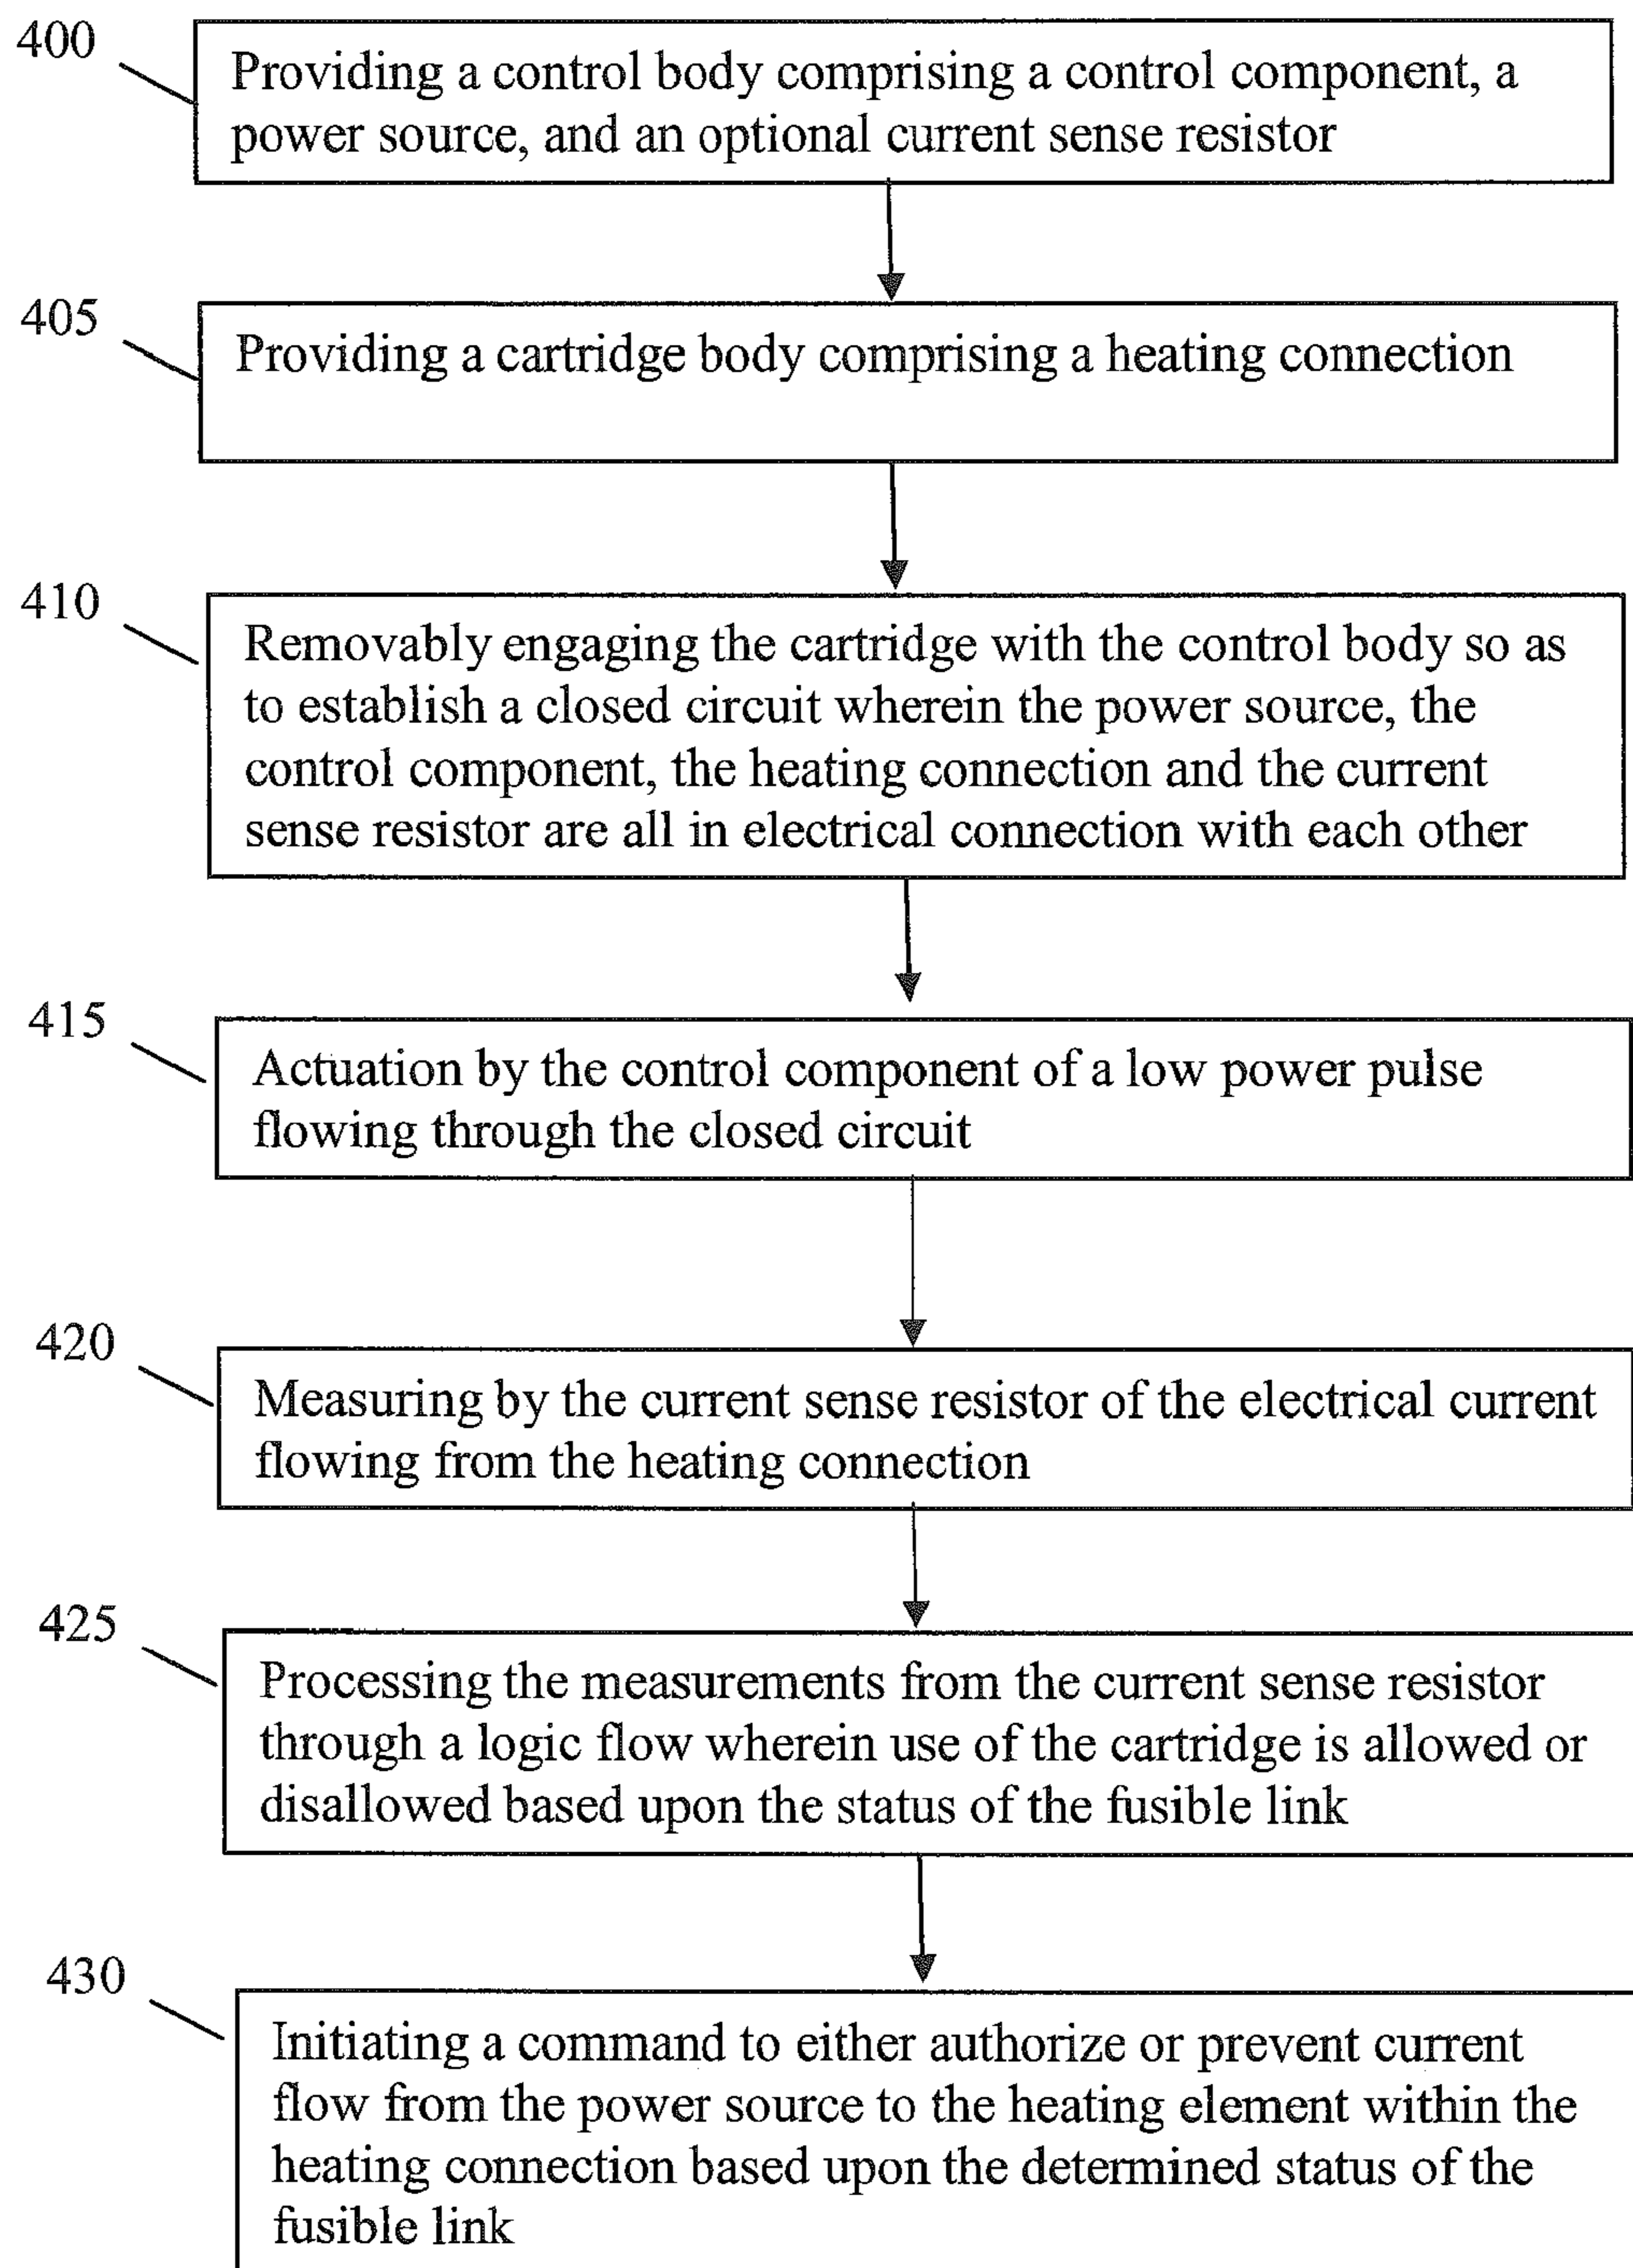 400
Providing a control body comprising a control component, a
power source, and an optional current sense resistor
405
Providing a cartridge body comprising a heating connection
410
Removably engaging the cartridge with the control body so as
to establish a closed circuit wherein the power source, the
control component, the heating connection and the current
sense resistor are all in electrical connection with each other
415
Actuation by the control component of a low power pulse
flowing through the closed circuit
420
Measuring by the current sense resistor of the electrical current
flowing from the heating connection
425
Processing the measurements from the current sense resistor
through a logic flow wherein use of the cartridge is allowed or
disallowed based upon the status of the fusible link
430
Initiating a command to either authorize or prevent current
flow from the power source to the heating element within the
heating connection based upon the determined status of the
fusible link